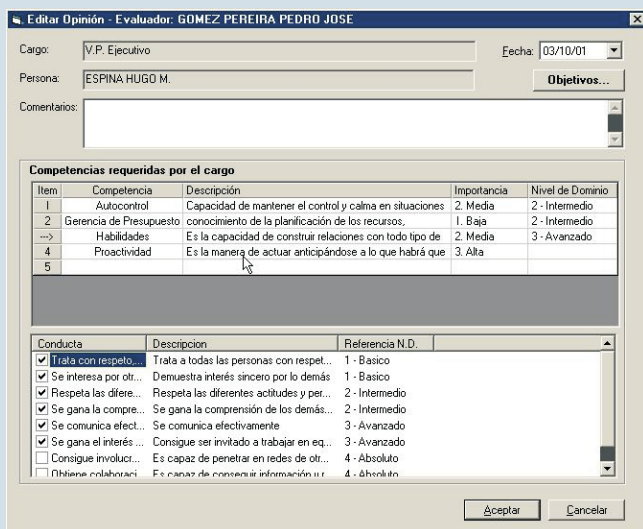 Editar Opinión - Evaluador: GOMEZ PEREIRA PEDRO JOSE
Cargo: V.P. Ejecutivo Fecha: 03/10/01
Persona: ESPINA HUGO M. Objetivos...
Comentarios:
Competencias requeridas por el cargo
Item Competencia Descripción Importancia Nivel de Dominio
1 Autocontrol Capacidad de mantener el control y calma en situaciones 2. Media 2 - Intermedio
2 Gerencia de Presupuesto conocimiento de la planificación de los recursos, 1. Baja 2 - Intermedio
---> Habilidades Es la capacidad de construir relaciones con todo tipo de 2. Media 3 - Avanzado
4 Proactividad Es la manera de actuar anticipándose a lo que habrá que 3. Alta
5
Conducta Descripcion Referencia N.D.
Trata con respeto,... Trata a todas las personas con respet... 1 - Basico
Se interesa por otr... Demuestra interés sincero por lo demás 1 - Basico
Respeta las difere... Respeta las diferentes actitudes y per... 2 - Intermedio
Se gana la compre... Se gana la comprensión de los demás... 2 - Intermedio
Se comunica efect... Se comunica efectivamente 3 - Avanzado
Se gana el interés ... Consigue ser invitado a trabajar en eq... 3 - Avanzado
Consigue involucr... Es capaz de penetrar en redes de otr... 4 - Absoluto
Obtiene colaboraci... Es capaz de conseguir información u r... 4 - Absoluto
Aceptar Cancelar